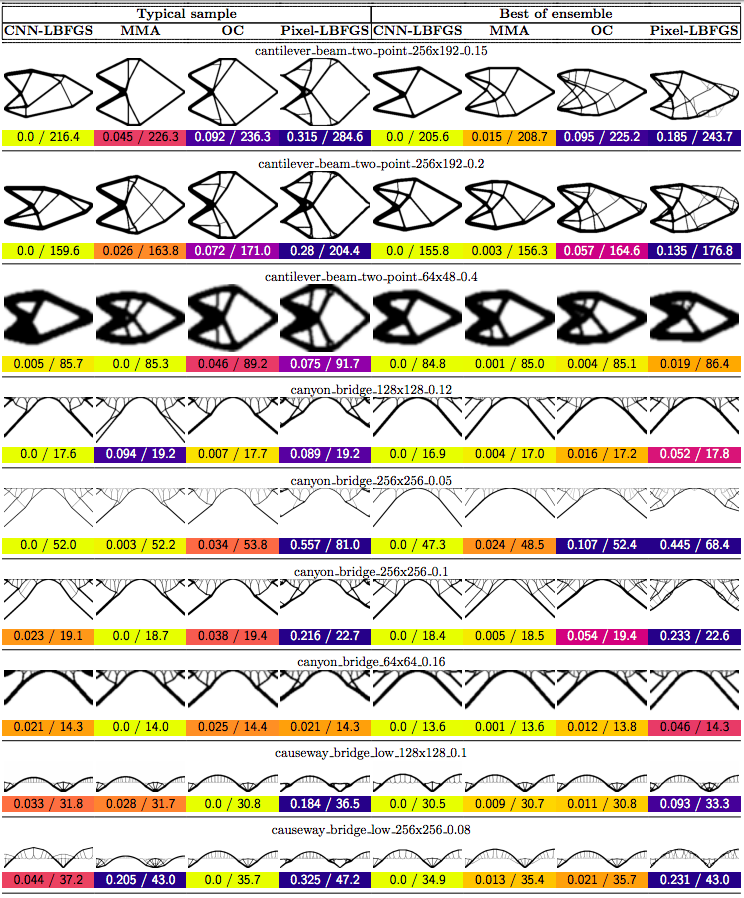 Typical sample Best of ensemble
CNN-LBFGS MMA OC Pixel-LBFGS CNN-LBFGS MMA OC Pixel-LBFGS
cantilever_beam_two_point_256x192_0.15
0.0 / 216.4 0.045 / 226.3 0.092 / 236.3 0.315 / 284.6 0.0 / 205.6 0.015 / 208.7 0.095 / 225.2 0.185 / 243.7
cantilever_beam_two_point_256x192_0.2
0.0 / 159.6 0.026 / 163.8 0.072 / 171.0 0.28 / 204.4 0.0 / 155.8 0.003 / 156.3 0.057 / 164.6 0.135 / 176.8
cantilever_beam_two_point_64x48_0.4
0.005 / 85.7 0.0 / 85.3 0.046 / 89.2 0.075 / 91.7 0.0 / 84.8 0.001 / 85.0 0.004 / 85.1 0.019 / 86.4
canyon_bridge_128x128_0.12
0.0 / 17.6 0.094 / 19.2 0.007 / 17.7 0.089 / 19.2 0.0 / 16.9 0.004 / 17.0 0.016 / 17.2 0.052 / 17.8
canyon_bridge_256x256_0.05
0.0 / 52.0 0.003 / 52.2 0.034 / 53.8 0.557 / 81.0 0.0 / 47.3 0.024 / 48.5 0.107 / 52.4 0.445 / 68.4
canyon_bridge_256x256_0.1
0.023 / 19.1 0.0 / 18.7 0.038 / 19.4 0.216 / 22.7 0.0 / 18.4 0.005 / 18.5 0.054 / 19.4 0.233 / 22.6
canyon_bridge_64x64_0.16
0.021 / 14.3 0.0 / 14.0 0.025 / 14.4 0.021 / 14.3 0.0 / 13.6 0.001 / 13.6 0.012 / 13.8 0.046 / 14.3
causeway_bridge_low_128x128_0.1
0.033 / 31.8 0.028 / 31.7 0.0 / 30.8 0.184 / 36.5 0.0 / 30.5 0.009 / 30.7 0.011 / 30.8 0.093 / 33.3
causeway_bridge_low_256x256_0.08
0.044 / 37.2 0.205 / 43.0 0.0 / 35.7 0.325 / 47.2 0.0 / 34.9 0.013 / 35.4 0.021 / 35.7 0.231 / 43.0